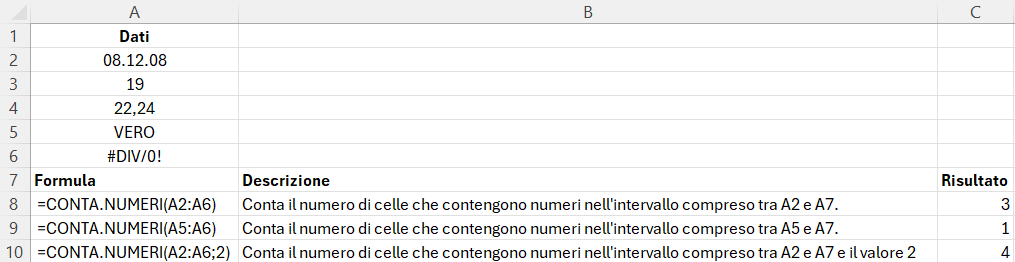 A B C
1 Dati
2 08.12.08
3 19
4 22,24
5 VERO
6 #DIV/0!
7 Formula Descrizione Risultato
8 =CONTA.NUMERI(A2:A6) Conta il numero di celle che contengono numeri nell'intervallo compreso tra A2 e A7. 3
9 =CONTA.NUMERI(A5:A6) Conta il numero di celle che contengono numeri nell'intervallo compreso tra A5 e A7. 1
10 =CONTA.NUMERI(A2:A6;2) Conta il numero di celle che contengono numeri nell'intervallo compreso tra A2 e A7 e il valore 2 4